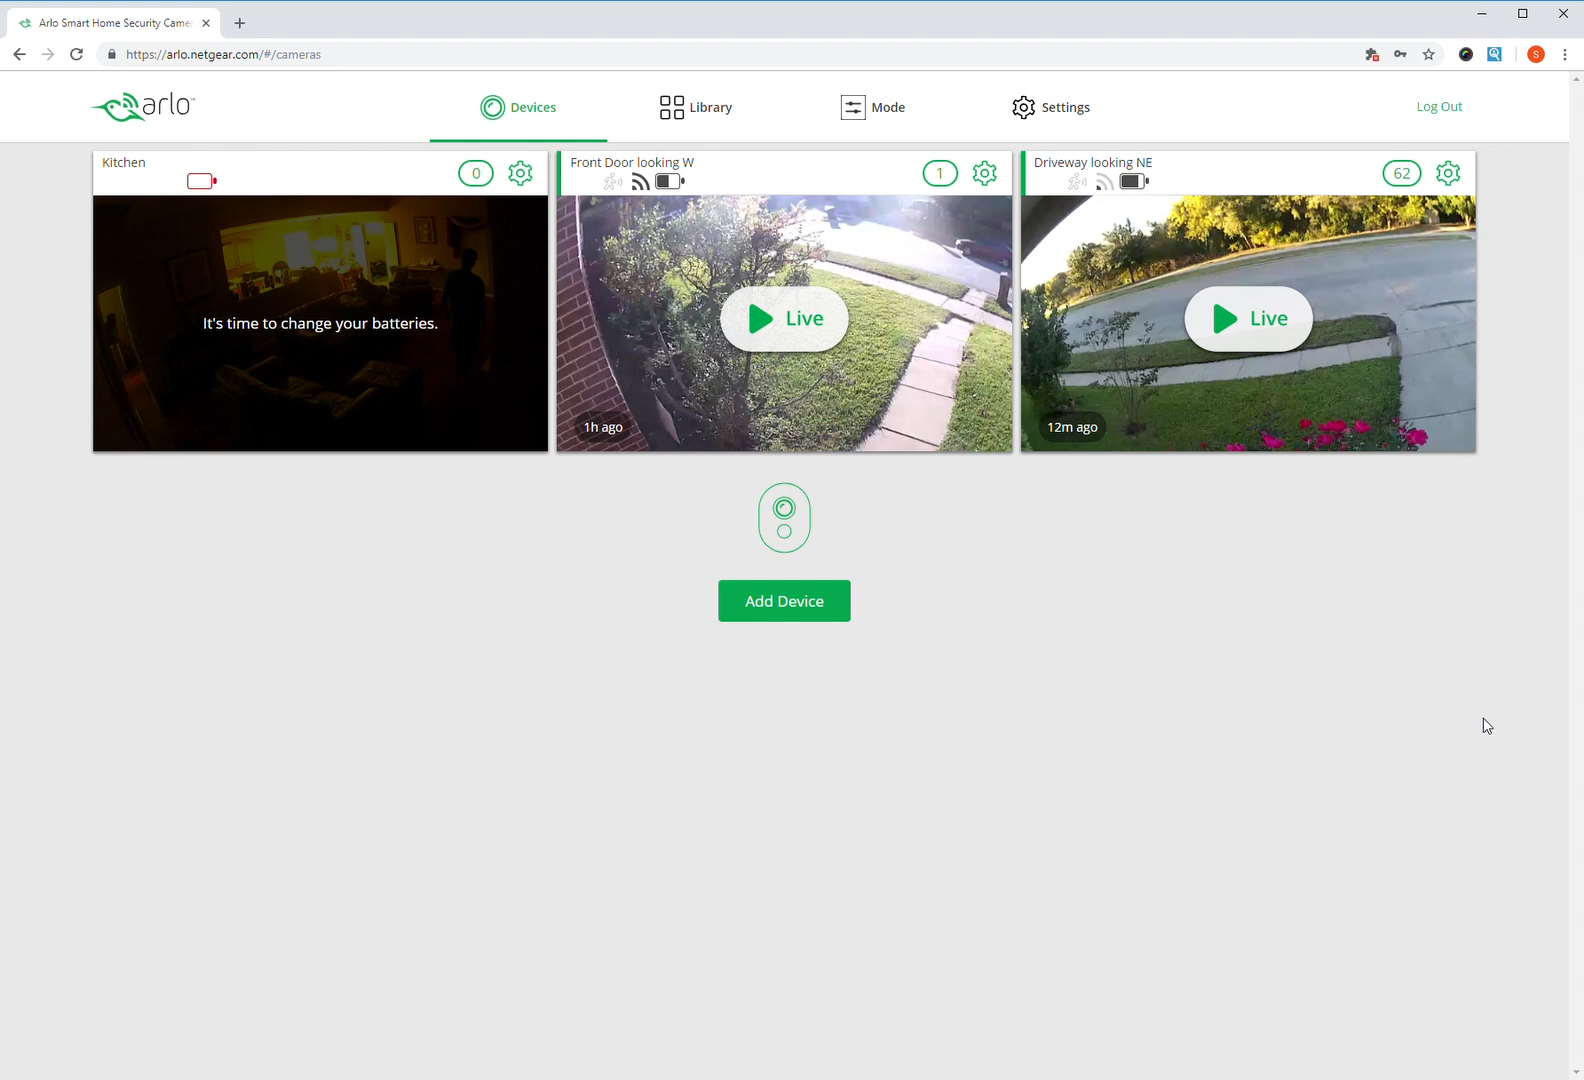 Arlo Smart Home Security Camer
https://arlo.netgear.com/#/cameras
S
arlo™
Devices
Library
Mode
Settings
Log Out
Kitchen
0
Front Door looking W
1
Driveway looking NE
62
It's time to change your batteries.
Live
Live
1h ago
12m ago
Add Device